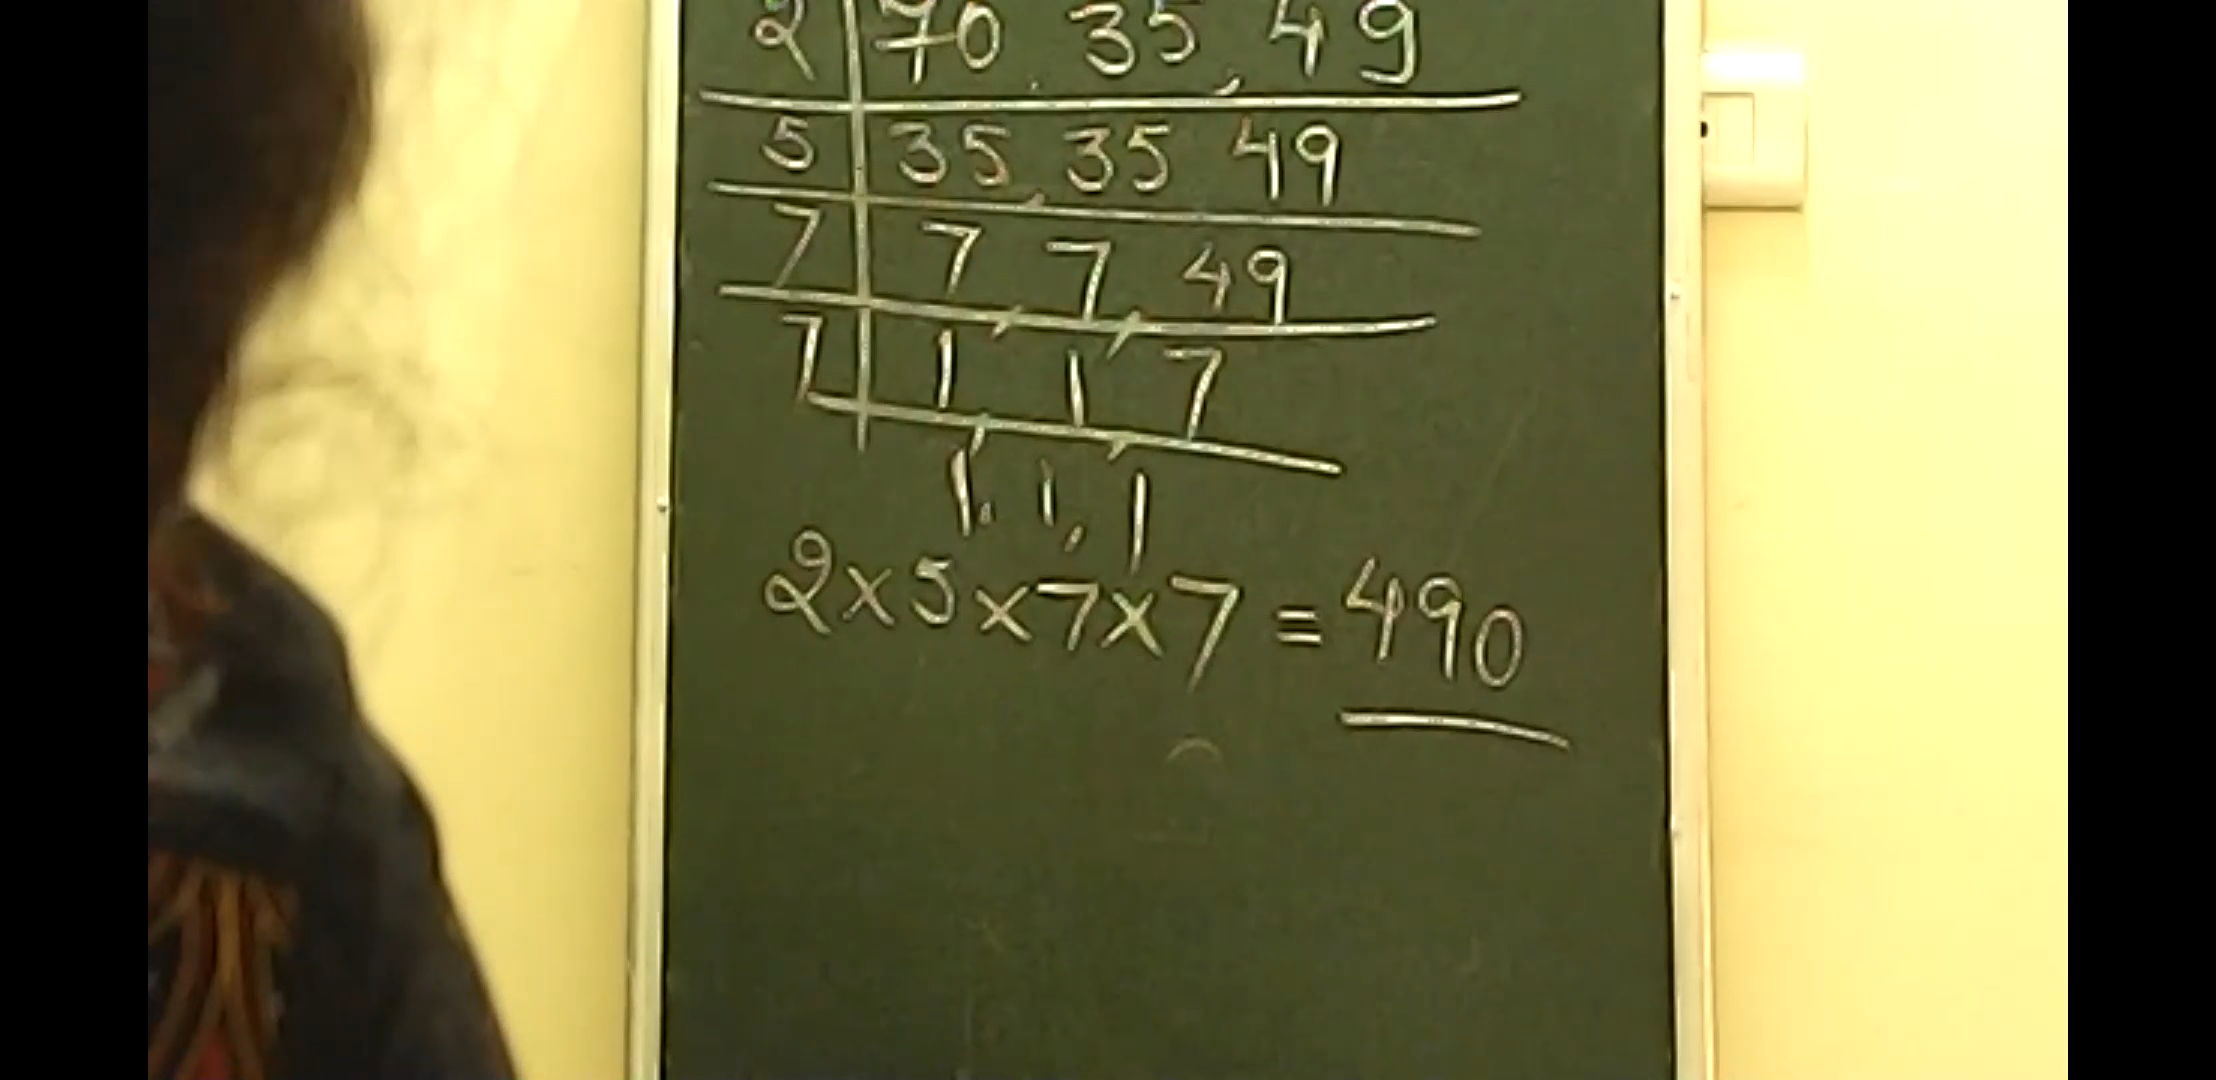 2 70, 35, 49
5 35, 35 49
7 7, 7, 49
7 1, 1, 7
1, 1, 1
2×5×7×7 = 490